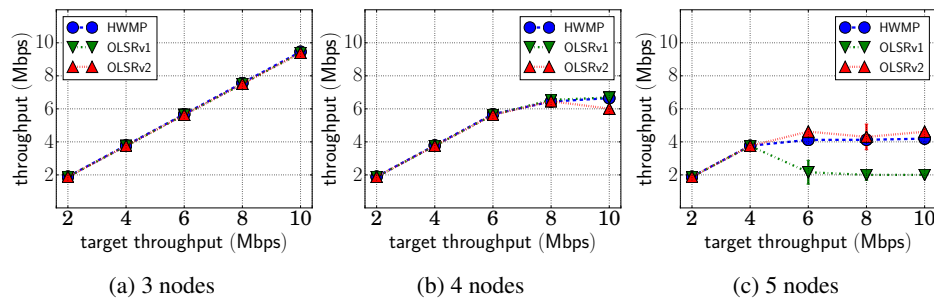 HWMP
OLSRv1
OLSRv2
throughput (Mbps)
10
8
6
4
2
2 4 6 8 10
target throughput (Mbps)
(a) 3 nodes
HWMP
OLSRv1
OLSRv2
throughput (Mbps)
10
8
6
4
2
2 4 6 8 10
target throughput (Mbps)
(b) 4 nodes
HWMP
OLSRv1
OLSRv2
throughput (Mbps)
10
8
6
4
2
2 4 6 8 10
target throughput (Mbps)
(c) 5 nodes